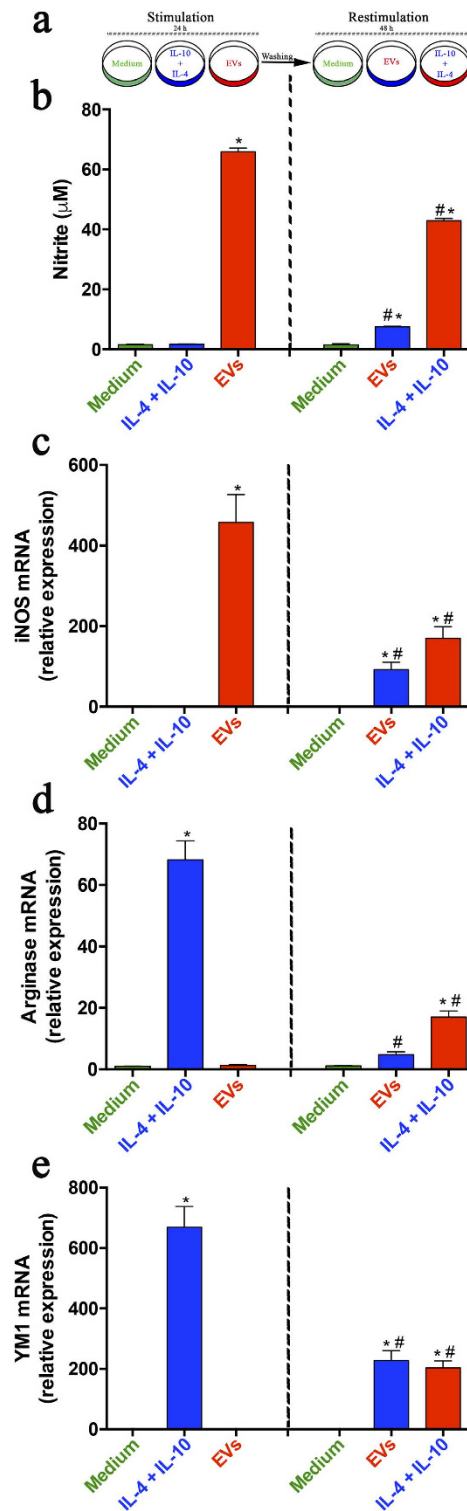 a
Stimulation
24 h
Restimulation
48 h
Medium
IL-10
+
IL-4
EVs
Washing
Medium
EVs
IL-10
+
IL-4
b
Nitrite (µM)
80
60
40
20
0
*
# *
# *
Medium
IL-4 + IL-10
EVs
Medium
EVs
IL-4 + IL-10
c
iNOS mRNA
(relative expression)
600
400
200
0
*
* #
* #
Medium
IL-4 + IL-10
EVs
Medium
EVs
IL-4 + IL-10
d
Arginase mRNA
(relative expression)
80
60
40
20
0
*
#
* #
Medium
IL-4 + IL-10
EVs
Medium
EVs
IL-4 + IL-10
e
YM1 mRNA
(relative expression)
800
600
400
200
0
*
* #
* #
Medium
IL-4 + IL-10
EVs
Medium
EVs
IL-4 + IL-10